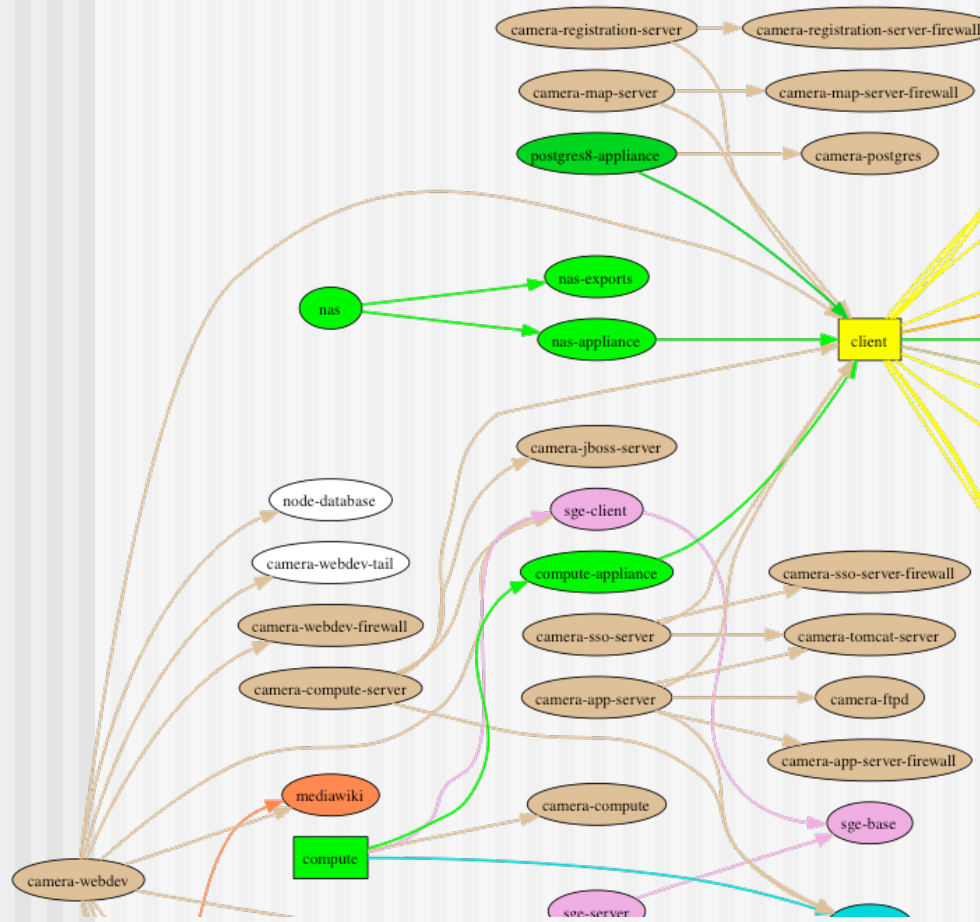 camera-registration-server
camera-registration-server-firewall
camera-map-server
camera-map-server-firewall
postgres8-appliance
camera-postgres
nas-exports
nas
nas-appliance
client
camera-jboss-server
node-database
sge-client
camera-webdev-tail
compute-appliance
camera-sso-server-firewall
camera-webdev-firewall
camera-sso-server
camera-tomcat-server
camera-compute-server
camera-app-server
camera-ftpd
camera-app-server-firewall
mediawiki
camera-compute
sge-base
compute
camera-webdev
sge-server